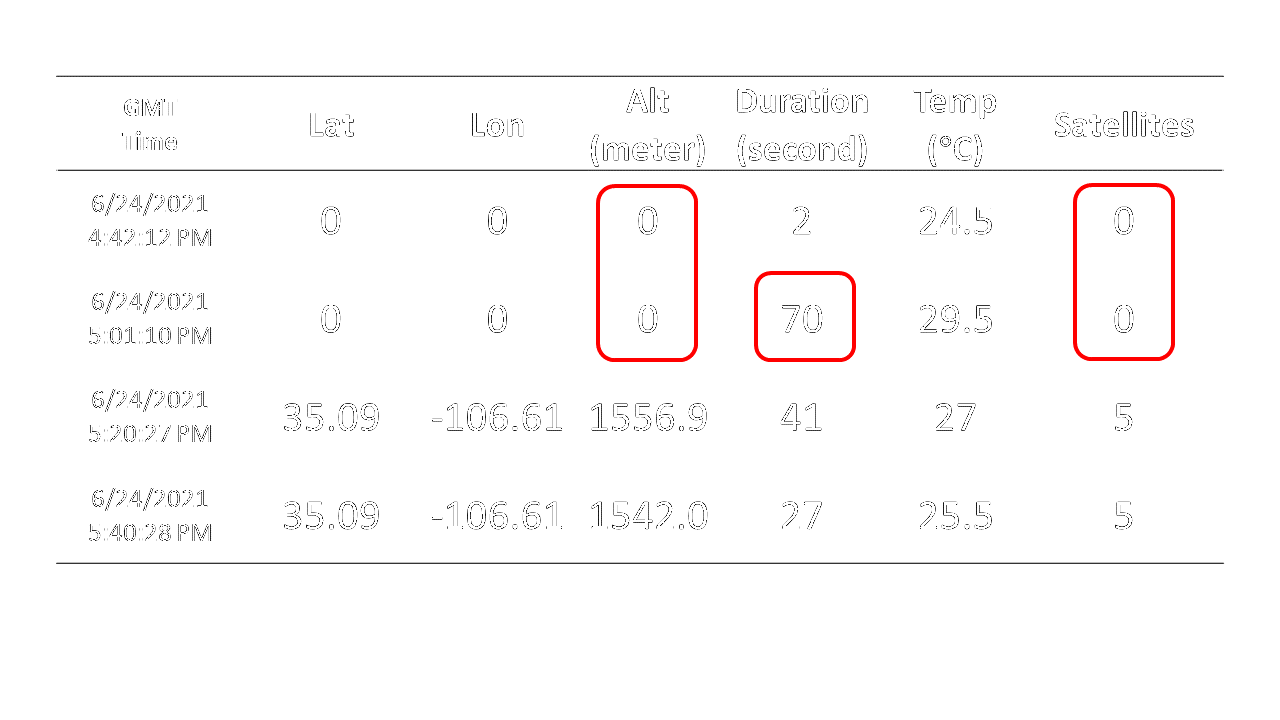 GMT Time Lat Lon Alt (meter) Duration (second) Temp (°C) Satellites
6/24/2021 4:42:12 PM 0 0 0 2 24.5 0
6/24/2021 5:01:10 PM 0 0 0 70 29.5 0
6/24/2021 5:20:27 PM 35.09 -106.61 1556.9 41 27 5
6/24/2021 5:40:28 PM 35.09 -106.61 1542.0 27 25.5 5